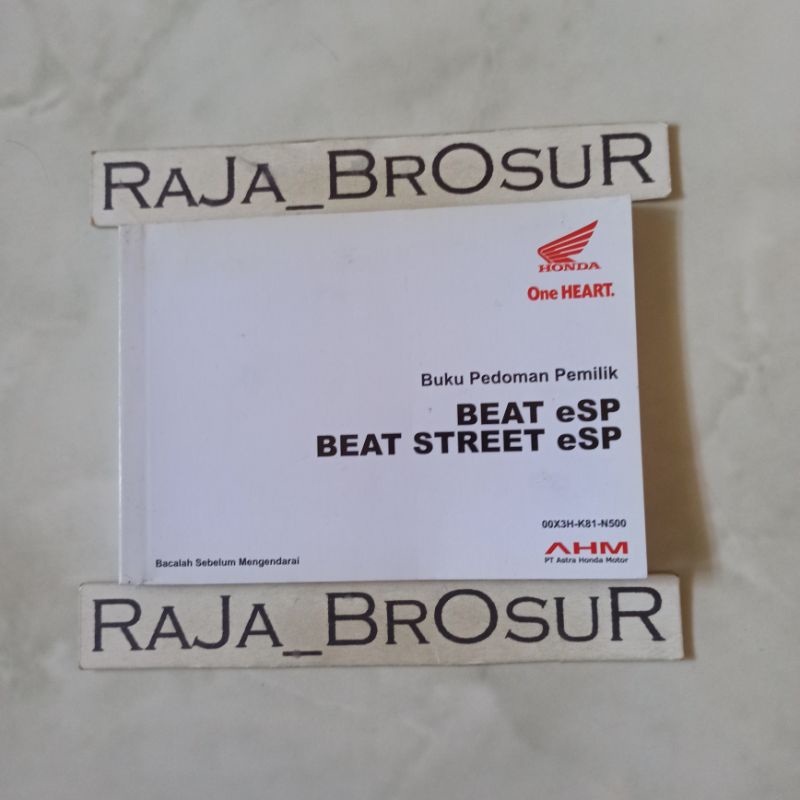 RAJA_BROSUR
HONDA
One HEART.
Buku Pedoman Pemilik
BEAT eSP
BEAT STREET eSP
00X3H-K81-N500
AHM
PT Astra Honda Motor
Bacalah Sebelum Mengendarai
RAJA_BROSUR